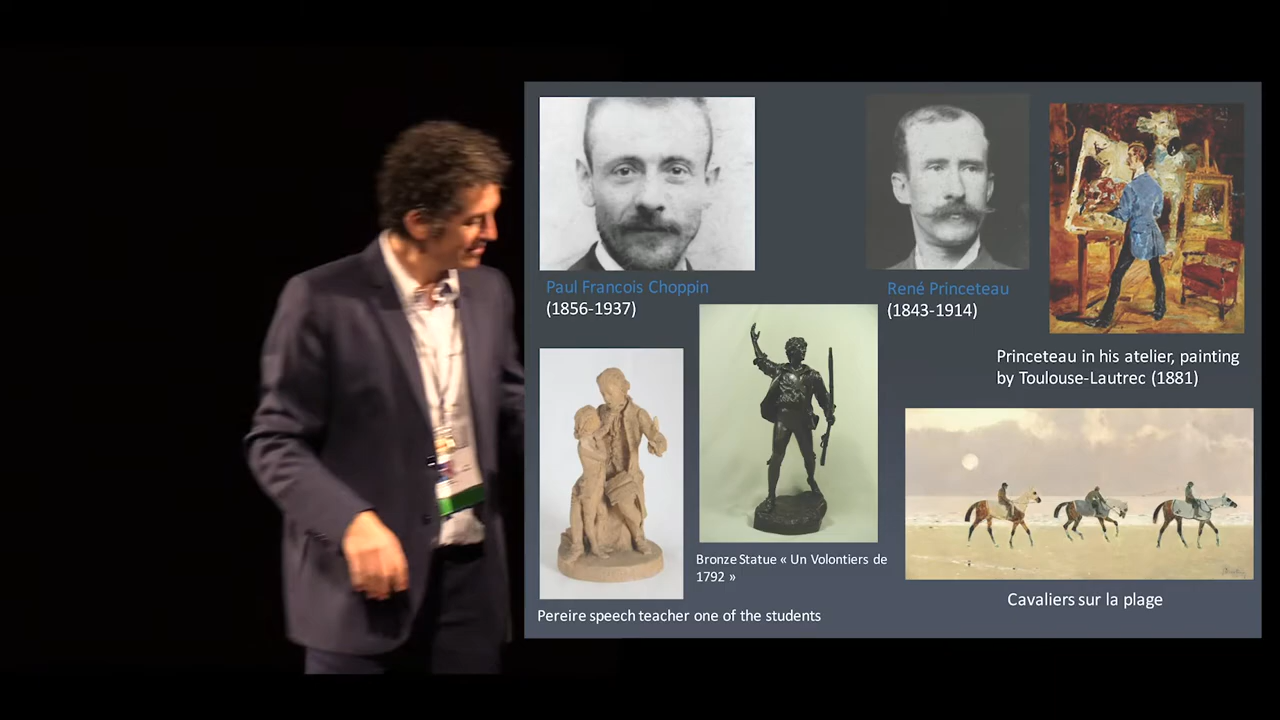 Paul Francois Choppin
(1856-1937)
René Princeteau
(1843-1914)
Princeteau in his atelier, painting
by Toulouse-Lautrec (1881)
Bronze Statue « Un Volontiers de
1792 »
Cavaliers sur la plage
Pereire speech teacher one of the students